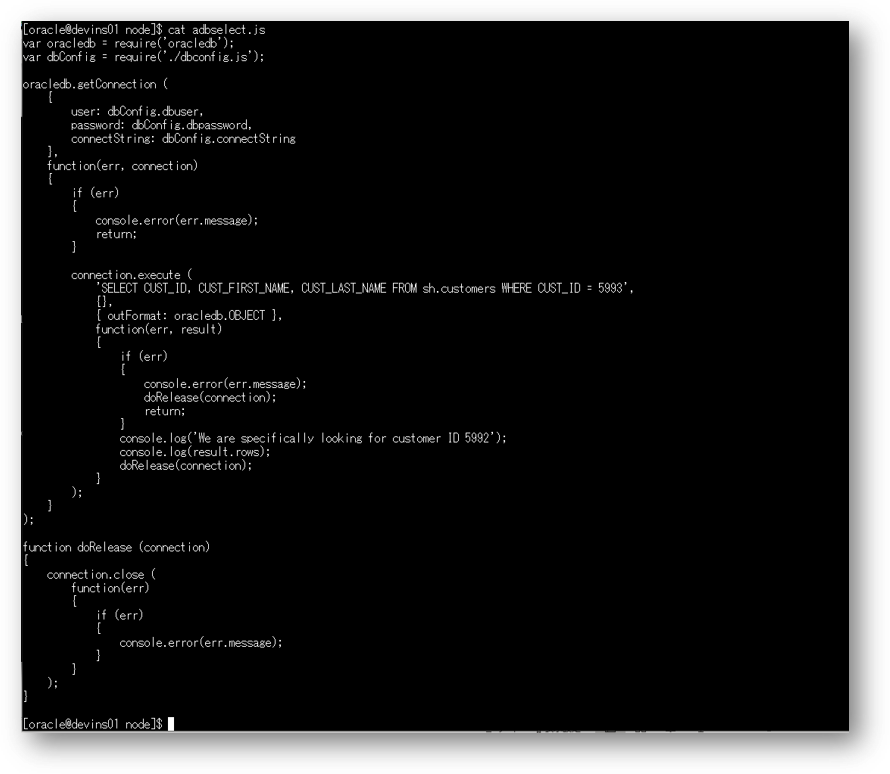 [oracle@devins01 node]$ cat adbselect.js
var oracledb = require('oracledb');
var dbConfig = require('./dbconfig.js');

oracledb.getConnection (
    {
        user: dbConfig.dbuser,
        password: dbConfig.dbpassword,
        connectString: dbConfig.connectString
    },
    function(err, connection)
    {
        if (err)
        {
            console.error(err.message);
            return;
        }

        connection.execute (
            'SELECT CUST_ID, CUST_FIRST_NAME, CUST_LAST_NAME FROM sh.customers WHERE CUST_ID = 5993',
            {},
            { outFormat: oracledb.OBJECT },
            function(err, result)
            {
                if (err)
                {
                    console.error(err.message);
                    doRelease(connection);
                    return;
                }
                console.log('We are specifically looking for customer ID 5992');
                console.log(result.rows);
                doRelease(connection);
            }
        );
    }
);

function doRelease (connection)
{
    connection.close (
        function(err)
        {
            if (err)
            {
                console.error(err.message);
            }
        }
    );
}

[oracle@devins01 node]$